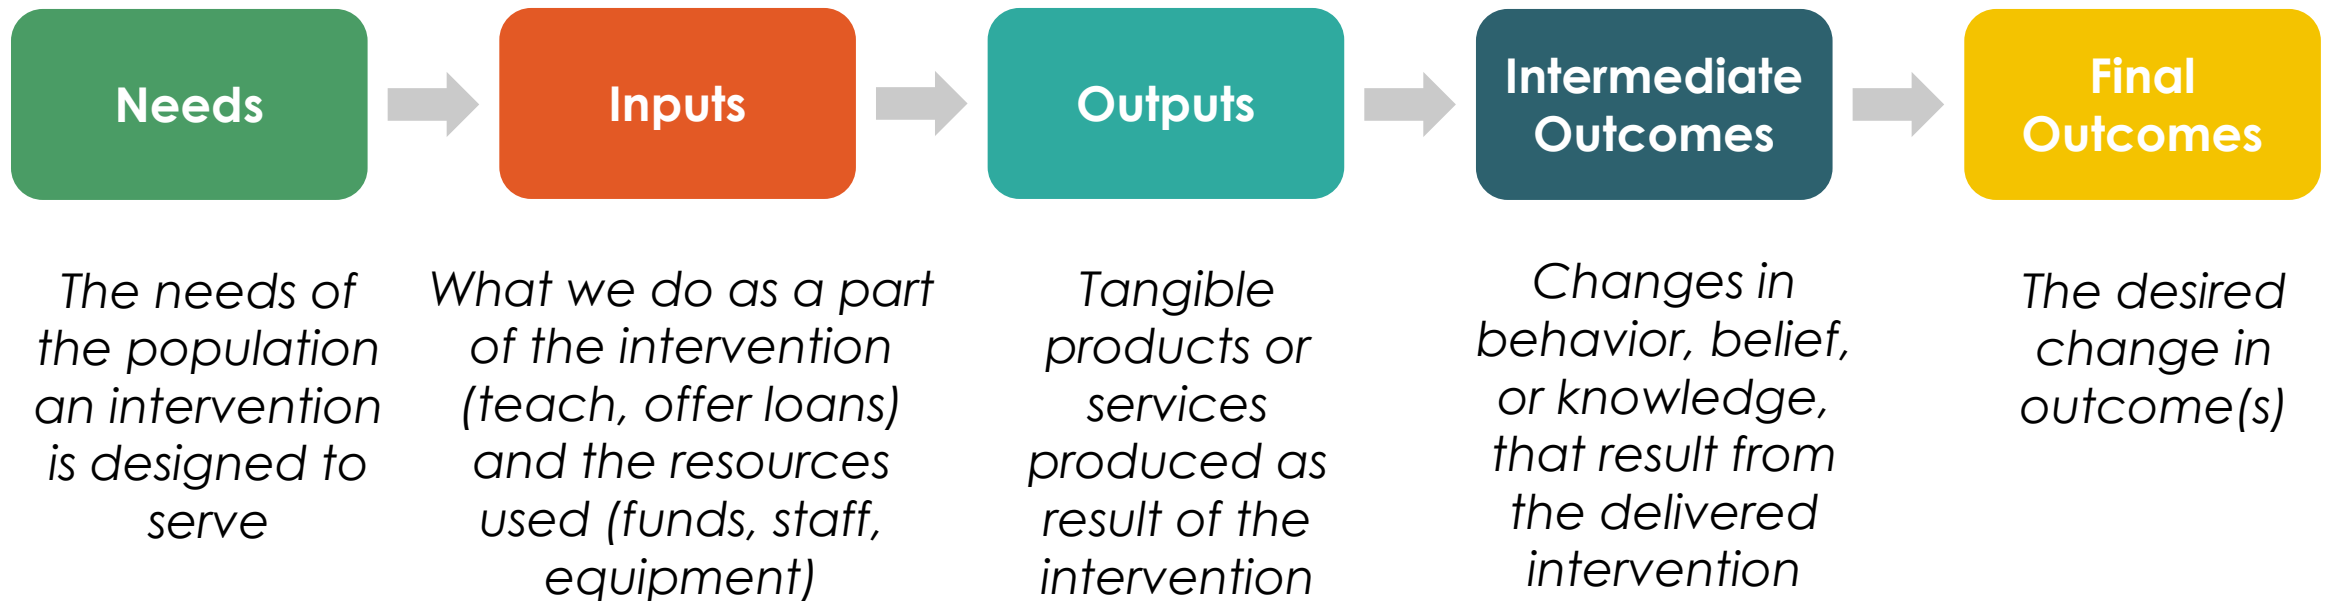 Needs
Inputs
Outputs
Intermediate
Outcomes
Final
Outcomes
The needs of
the population
an intervention
is designed to
serve
What we do as a part
of the intervention
(teach, offer loans)
and the resources
used (funds, staff,
equipment)
Tangible
products or
services
produced as
result of the
intervention
Changes in
behavior, belief,
or knowledge,
that result from
the delivered
intervention
The desired
change in
outcome(s)